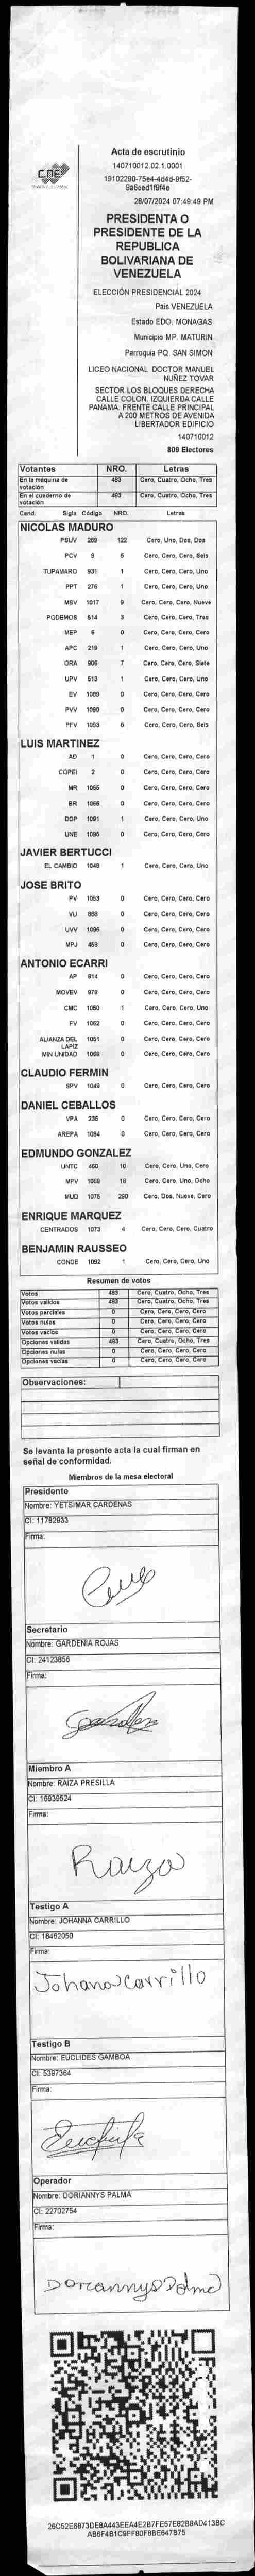 CNE
Acta de escrutinio
140710012.02.1.0001
28/07/2024 07:49:49 PM
PRESIDENTA O
PRESIDENTE DE LA
REPUBLICA
BOLIVARIANA DE
VENEZUELA
ELECCIÓN PRESIDENCIAL 2024
País VENEZUELA
Estado EDO. MONAGAS
Municipio MP. MATURIN
Parroquia PQ. SAN SIMON
LICEO NACIONAL DOCTOR MANUEL
NUÑEZ TOVAR
SECTOR LOS BLOQUES DERECHA
CALLE COLON. IZQUIERDA CALLE
PANAMA. FRENTE CALLE PRINCIPAL
A 200 METROS DE AVENIDA
LIBERTADOR EDIFICIO
140710012
809 Electores
Votantes NRO. Letras
En la máquina de votación 483 Cero, Cuatro, Ocho, Tres
En el cuaderno de votación 483 Cero, Cuatro, Ocho, Tres
Cand. Sigla Código NRO. Letras
NICOLAS MADURO
PSUV 269 122 Cero, Uno, Dos, Dos
PCV 9 6 Cero, Cero, Cero, Seis
TUPAMARO 931 1 Cero, Cero, Cero, Uno
PPT 276 1 Cero, Cero, Cero, Uno
MSV 1017 9 Cero, Cero, Cero, Nueve
PODEMOS 614 3 Cero, Cero, Cero, Tres
MEP 6 0 Cero, Cero, Cero, Cero
APC 219 1 Cero, Cero, Cero, Uno
ORA 906 7 Cero, Cero, Cero, Siete
UPV 513 1 Cero, Cero, Cero, Uno
EV 1089 0 Cero, Cero, Cero, Cero
PVV 1090 0 Cero, Cero, Cero, Cero
PFV 1093 6 Cero, Cero, Cero, Seis
LUIS MARTINEZ
AD 1 0 Cero, Cero, Cero, Cero
COPEI 2 0 Cero, Cero, Cero, Cero
MR 1055 0 Cero, Cero, Cero, Cero
BR 1066 0 Cero, Cero, Cero, Cero
DDP 1091 1 Cero, Cero, Cero, Uno
UNE 1095 0 Cero, Cero, Cero, Cero
JAVIER BERTUCCI
EL CAMBIO 1048 1 Cero, Cero, Cero, Uno
JOSE BRITO
PV 1053 0 Cero, Cero, Cero, Cero
VU 868 0 Cero, Cero, Cero, Cero
UVV 1096 0 Cero, Cero, Cero, Cero
MPJ 459 0 Cero, Cero, Cero, Cero
ANTONIO ECARRI
AP 814 0 Cero, Cero, Cero, Cero
MOVEV 979 0 Cero, Cero, Cero, Cero
CMC 1050 1 Cero, Cero, Cero, Uno
FV 1062 0 Cero, Cero, Cero, Cero
ALIANZA DEL LAPIZ 1051 0 Cero, Cero, Cero, Cero
MIN UNIDAD 1068 0 Cero, Cero, Cero, Cero
CLAUDIO FERMIN
SPV 1049 0 Cero, Cero, Cero, Cero
DANIEL CEBALLOS
VPA 236 0 Cero, Cero, Cero, Cero
AREPA 1094 0 Cero, Cero, Cero, Cero
EDMUNDO GONZALEZ
UNTC 460 10 Cero, Cero, Uno, Cero
MPV 1069 18 Cero, Cero, Uno, Ocho
MUD 1075 290 Cero, Dos, Nueve, Cero
ENRIQUE MARQUEZ
CENTRADOS 1073 4 Cero, Cero, Cero, Cuatro
BENJAMIN RAUSSEO
CONDE 1092 1 Cero, Cero, Cero, Uno
Resumen de votos
Votos 483 Cero, Cuatro, Ocho, Tres
Votos validos 483 Cero, Cuatro, Ocho, Tres
Votos parciales 0 Cero, Cero, Cero, Cero
Votos nulos 0 Cero, Cero, Cero, Cero
Votos vacios 0 Cero, Cero, Cero, Cero
Opciones validas 483 Cero, Cuatro, Ocho, Tres
Opciones nulas 0 Cero, Cero, Cero, Cero
Opciones vacias 0 Cero, Cero, Cero, Cero
Observaciones:
Se levanta la presente acta la cual firman en
señal de conformidad.
Miembros de la mesa electoral
Presidente
Nombre: YETSIMAR CARDENAS
CI: 11782933
Firma:
Secretario
Nombre: GARDENIA ROJAS
CI: 24123856
Firma:
Miembro A
Nombre: RAIZA PRESILLA
CI: 16939524
Firma:
Raiza
Testigo A
Nombre: JOHANNA CARRILLO
CI: 18462050
Firma:
Johana Carrillo
Testigo B
Nombre: EUCLIDES GAMBOA
CI: 5397364
Firma:
Operador
Nombre: DORIANNYS PALMA
CI: 22702754
Firma:
Doriannys Palma